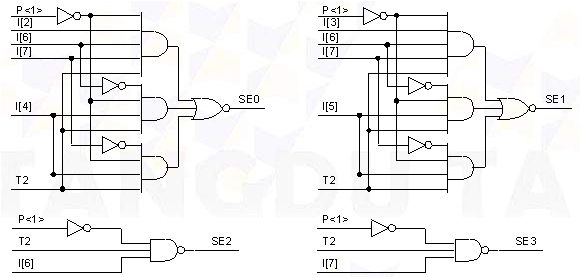 P<1>
I[2]
I[6]
I[7]
I[4]
T2
SE0
P<1>
I[3]
I[6]
I[7]
I[5]
T2
SE1
P<1>
T2
I[6]
SE2
P<1>
T2
I[7]
SE3
TANGDUTA